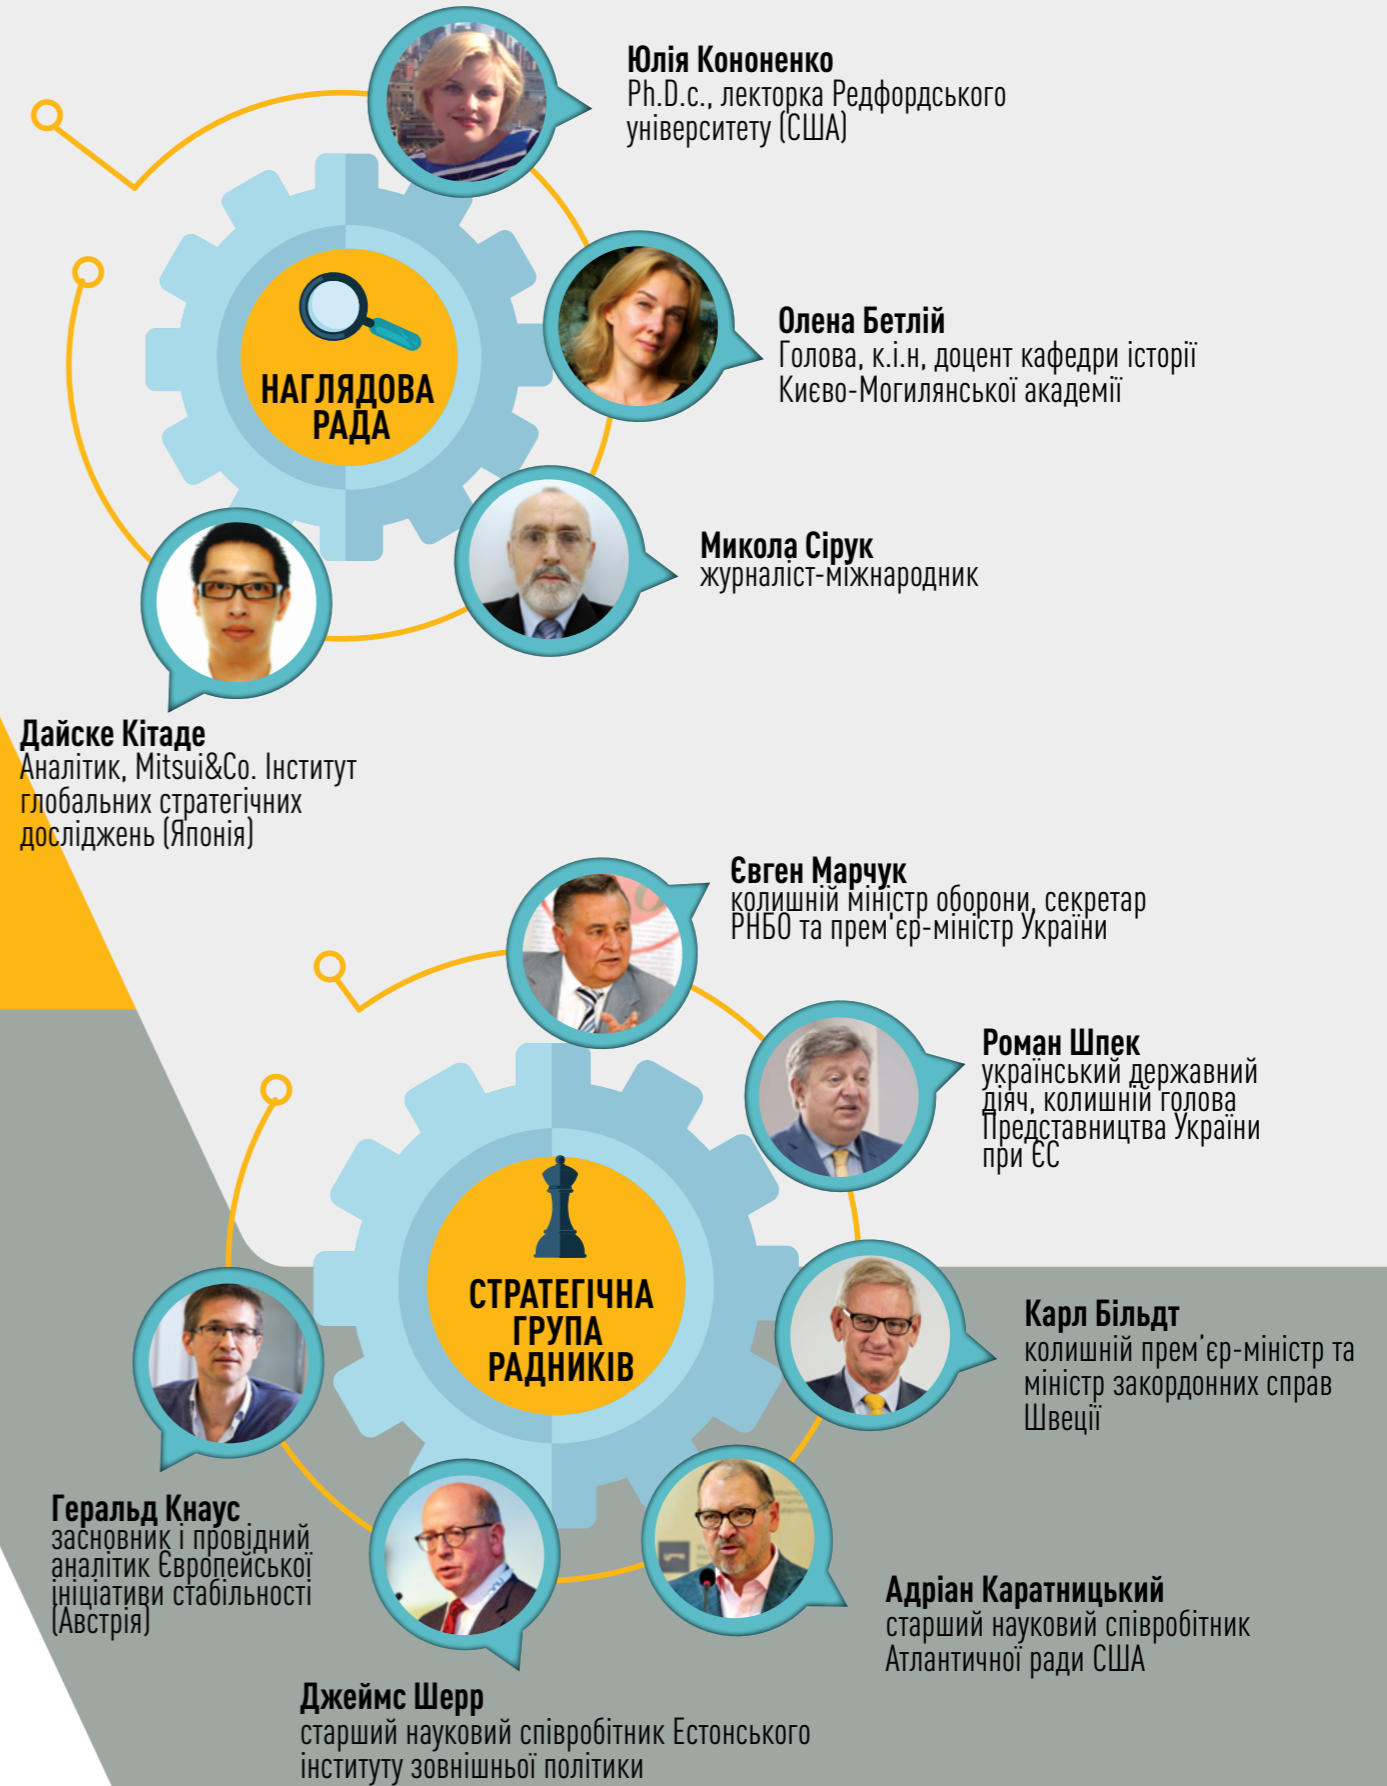 Юлія Кононенко
Ph.D.c., лекторка Редфордського
університету (США)
Олена Бетлій
Голова, к.і.н, доцент кафедри історії
Києво-Могилянської академії
НАГЛЯДОВА
РАДА
Микола Сірук
журналіст-міжнародник
Дайске Кітаде
Аналітик, Mitsui&Co. Інститут
глобальних стратегічних
досліджень (Японія)
Євген Марчук
колишній міністр оборони, секретар
РНБО та прем'єр-міністр України
Роман Шпек
український державний
діяч, колишній голова
Представництва України
при ЄС
СТРАТЕГІЧНА
ГРУПА
РАДНИКІВ
Карл Більдт
колишній прем'єр-міністр та
міністр закордонних справ
Швеції
Геральд Кнаус
засновник і провідний
аналітик Європейської
ініціативи стабільності
(Австрія)
Адріан Каратницький
старший науковий співробітник
Атлантичної ради США
Джеймс Шерр
старший науковий співробітник Естонського
інституту зовнішньої політики